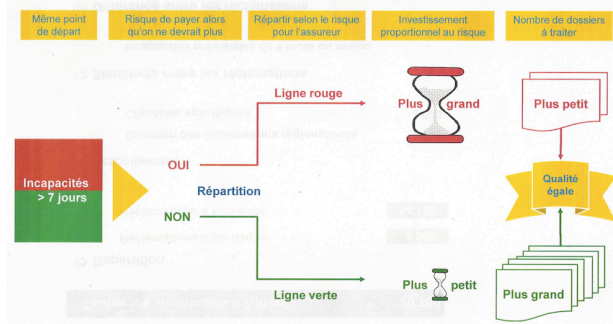 Même point
de départ
Risque de payer alors
qu'on ne devrait plus
Répartir selon le risque
pour l'assureur
Investissement
proportionnel au risque
Nombre de dossiers
à traiter
Ligne rouge
Plus grand
Plus petit
OUI
Incapacités
> 7 jours
Répartition
Qualité
égale
NON
Plus petit
Ligne verte
Plus grand